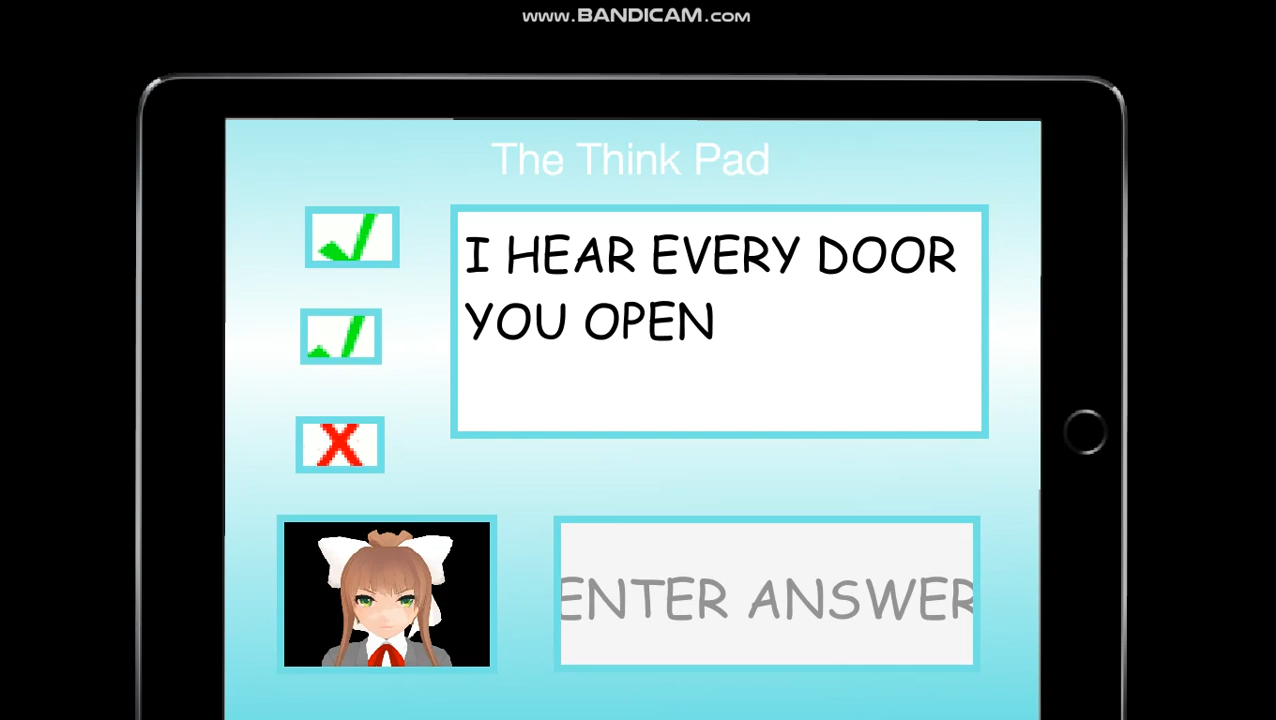 www.BANDICAM.com
The Think Pad
I HEAR EVERY DOOR
YOU OPEN
ENTER ANSWER